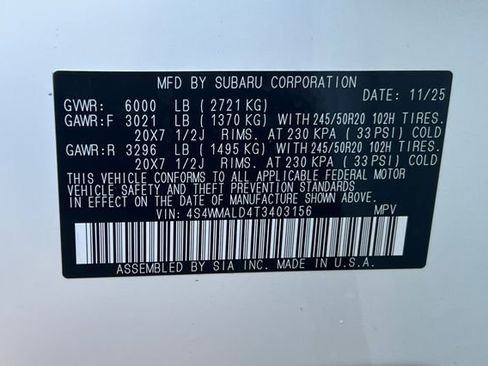 MFD BY SUBARU CORPORATION
DATE: 11/25
GVWR: 6000 LB (2721 KG)
GAWR:F 3021 LB (1370 KG) WITH 245/50R20 102H TIRES.
20X7 1/2J RIMS. AT 230 KPA (33 PSI) COLD
GAWR:R 3296 LB (1495 KG) WITH 245/50R20 102H TIRES.
20X7 1/2J RIMS. AT 230 KPA (33 PSI) COLD
THIS VEHICLE CONFORMS TO ALL APPLICABLE FEDERAL MOTOR
VEHICLE SAFETY AND THEFT PREVENTION STANDARDS
IN EFFECT ON THE DATE OF MANUFACTURE SHOWN ABOVE.
VIN: 4S4WMALD4T3403156 MPV
ASSEMBLED BY SIA INC. MADE IN U.S.A.